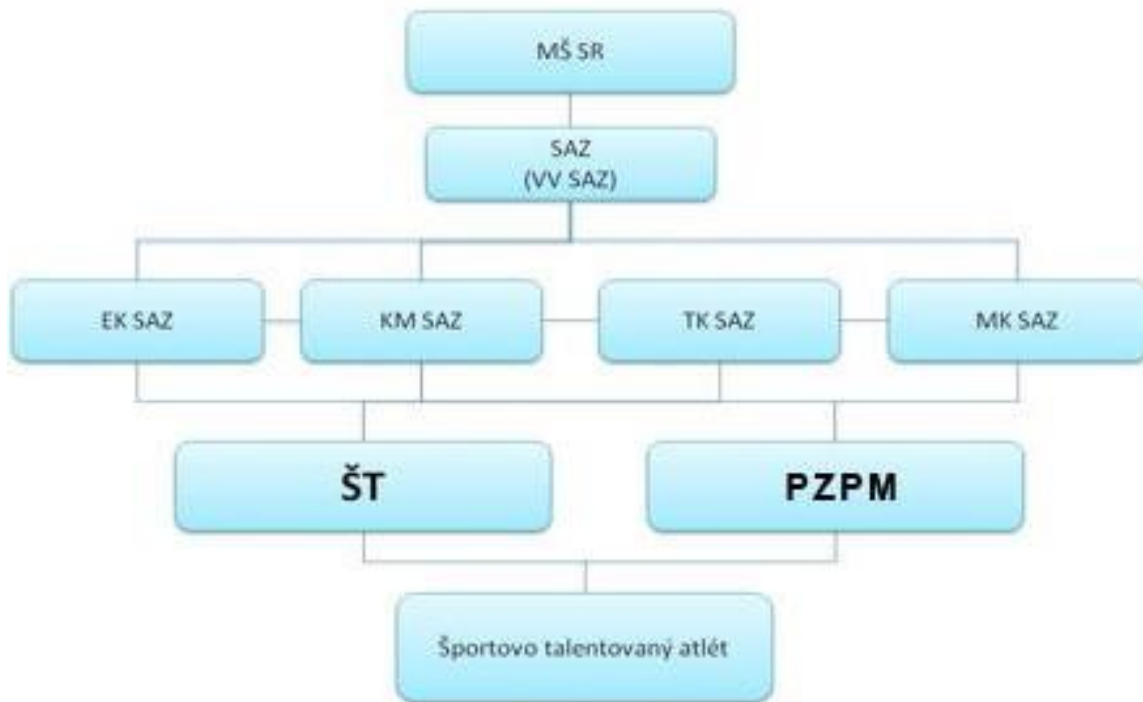 MŠ SR
SAZ
(VV SAZ)
EK SAZ
KM SAZ
TK SAZ
MK SAZ
ŠT
PZPM
Športovo talentovaný atlét